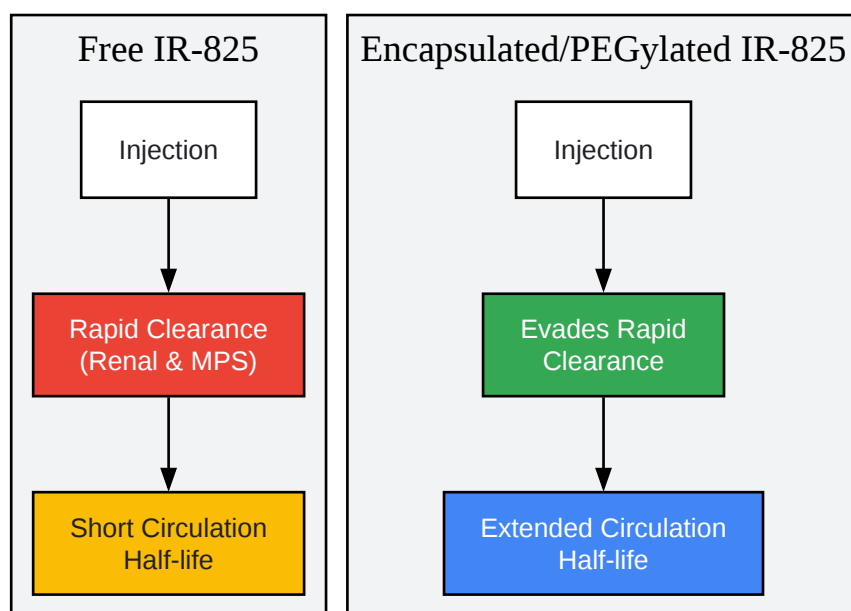 Free IR-825
Injection
Rapid Clearance
(Renal & MPS)
Short Circulation
Half-life
Encapsulated/PEGylated IR-825
Injection
Evades Rapid
Clearance
Extended Circulation
Half-life